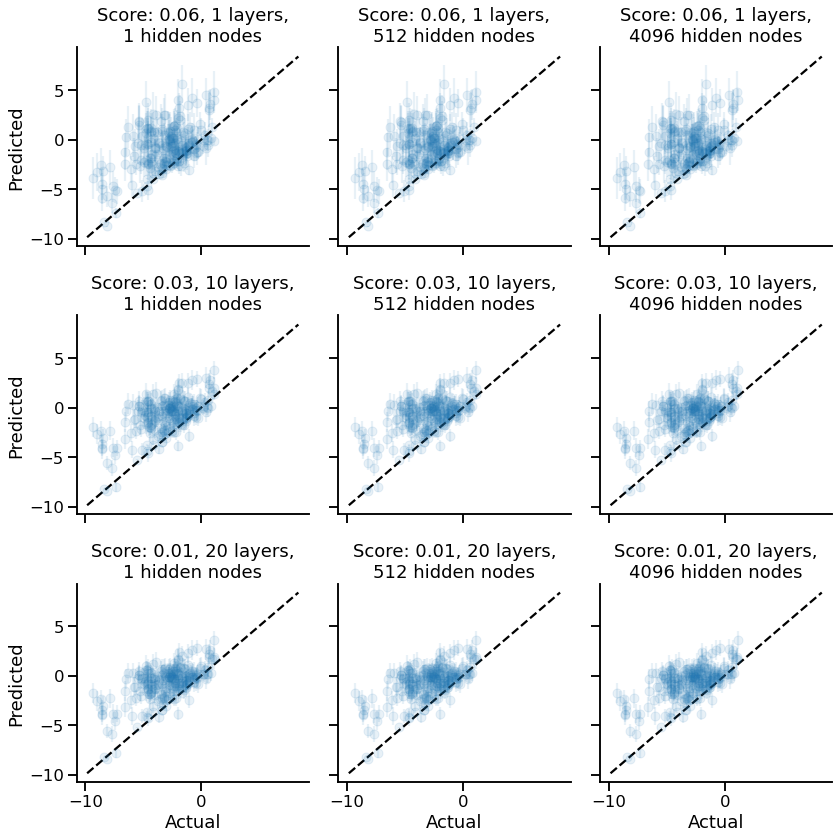 Score: 0.06, 1 layers,
1 hidden nodes
Score: 0.06, 1 layers,
512 hidden nodes
Score: 0.06, 1 layers,
4096 hidden nodes
Predicted
5
0
−5
−10
Score: 0.03, 10 layers,
1 hidden nodes
Score: 0.03, 10 layers,
512 hidden nodes
Score: 0.03, 10 layers,
4096 hidden nodes
Predicted
5
0
−5
−10
Score: 0.01, 20 layers,
1 hidden nodes
Score: 0.01, 20 layers,
512 hidden nodes
Score: 0.01, 20 layers,
4096 hidden nodes
Predicted
5
0
−5
−10
−10 0
Actual
−10 0
Actual
−10 0
Actual